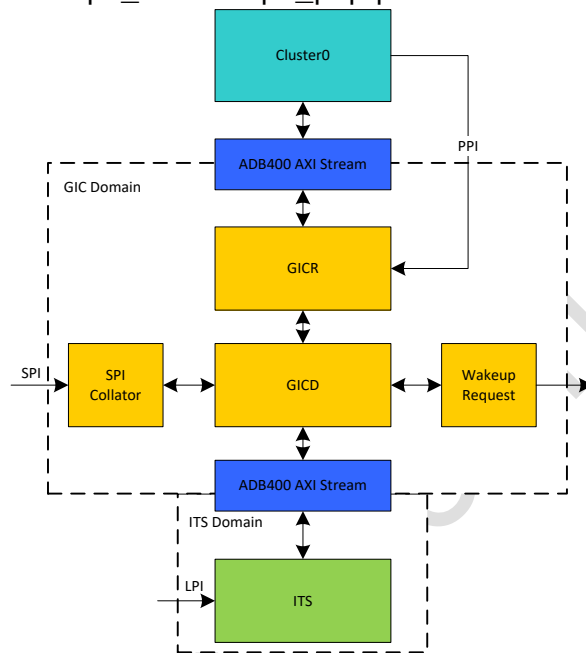 Cluster0
PPI
ADB400 AXI Stream
GIC Domain
GICR
SPI
SPI
Collator
GICD
Wakeup
Request
ADB400 AXI Stream
ITS Domain
LPI
ITS